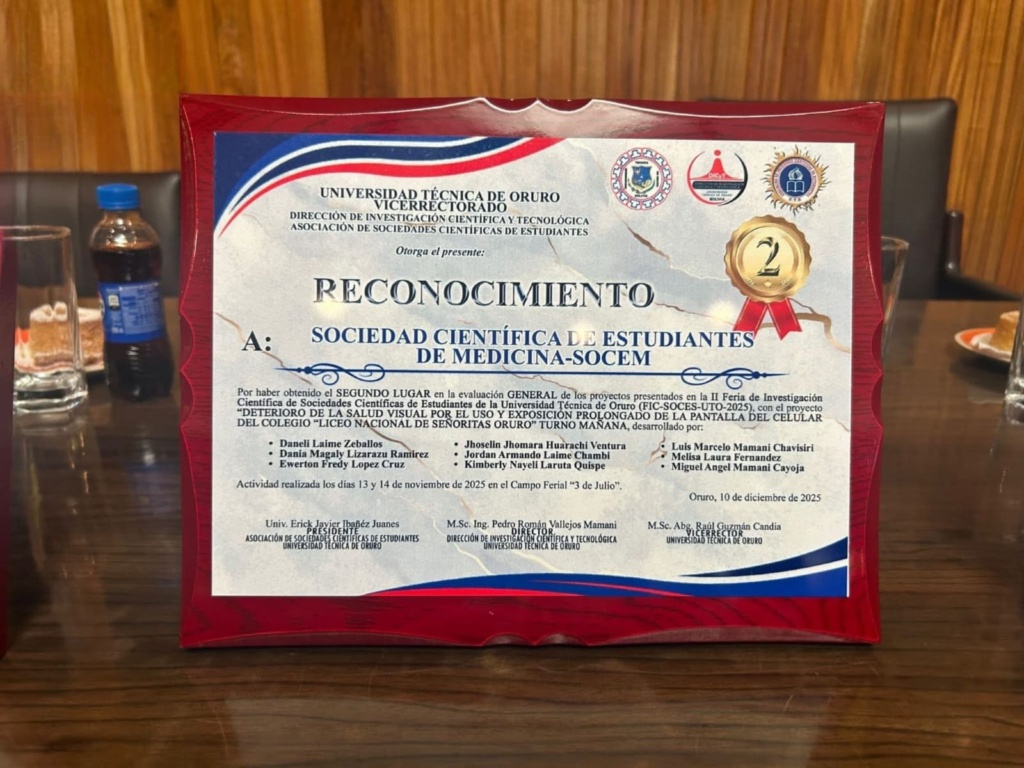 UNIVERSIDAD TÉCNICA DE ORURO
VICERRECTORADO
DIRECCIÓN DE INVESTIGACIÓN CIENTÍFICA Y TECNOLÓGICA
ASOCIACIÓN DE SOCIEDADES CIENTÍFICAS DE ESTUDIANTES
Otorga el presente:
2
RECONOCIMIENTO
A: SOCIEDAD CIENTÍFICA DE ESTUDIANTES
DE MEDICINA-SOCEM
Por haber obtenido el SEGUNDO LUGAR en la evaluación GENERAL de los proyectos presentados en la II Feria de Investigación
Científica de Sociedades Científicas de Estudiantes de la Universidad Técnica de Oruro (FIC-SOCES-UTO-2025), con el proyecto
“DETERIORO DE LA SALUD VISUAL POR EL USO Y EXPOSICIÓN PROLONGADO DE LA PANTALLA DEL CELULAR
DEL COLEGIO “LICEO NACIONAL DE SEÑORITAS ORURO” TURNO MAÑANA, desarrollado por:
• Daneli Laime Zeballos
• Dania Magaly Lizarazu Ramirez
• Ewerton Fredy Lopez Cruz
• Jhoselin Jhomara Huarachi Ventura
• Jordan Armando Laime Chambi
• Kimberly Nayeli Laruta Quispe
• Luis Marcelo Mamani Chavisiri
• Melisa Laura Fernandez
• Miguel Angel Mamani Cayoja
Actividad realizada los días 13 y 14 de noviembre de 2025 en el Campo Ferial “3 de Julio”.
Oruro, 10 de diciembre de 2025
Univ. Erick Javier Ibañéz Juanes
PRESIDENTE
ASOCIACIÓN DE SOCIEDADES CIENTÍFICAS DE ESTUDIANTES
UNIVERSIDAD TÉCNICA DE ORURO
M.Sc. Ing. Pedro Román Vallejos Mamani
DIRECTOR
DIRECCIÓN DE INVESTIGACIÓN CIENTÍFICA Y TECNOLÓGICA
UNIVERSIDAD TÉCNICA DE ORURO
M.Sc. Abg. Raúl Guzmán Candia
VICERRECTOR
UNIVERSIDAD TÉCNICA DE ORURO